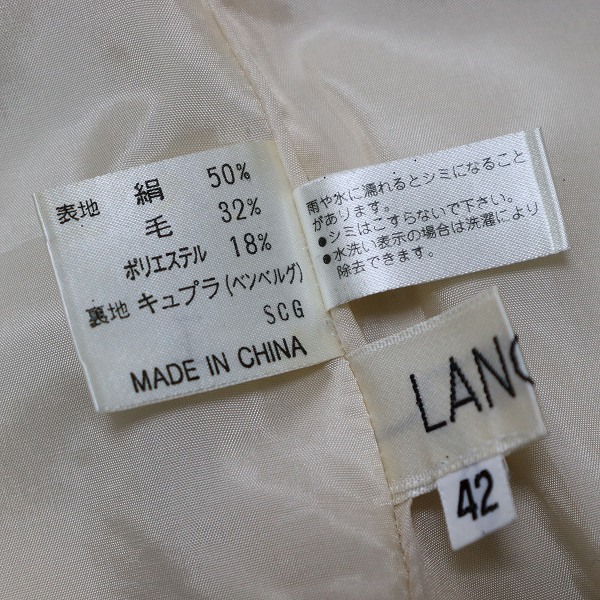 表地 絹 50%
毛 32%
ポリエステル 18%
裏地 キュプラ(ベンベルグ)
SCG
MADE IN CHINA
雨や水に濡れるとシミになること
があります。
●シミはこすらないで下さい。
●水洗い表示の場合は洗濯により
除去できます。
LANC
42